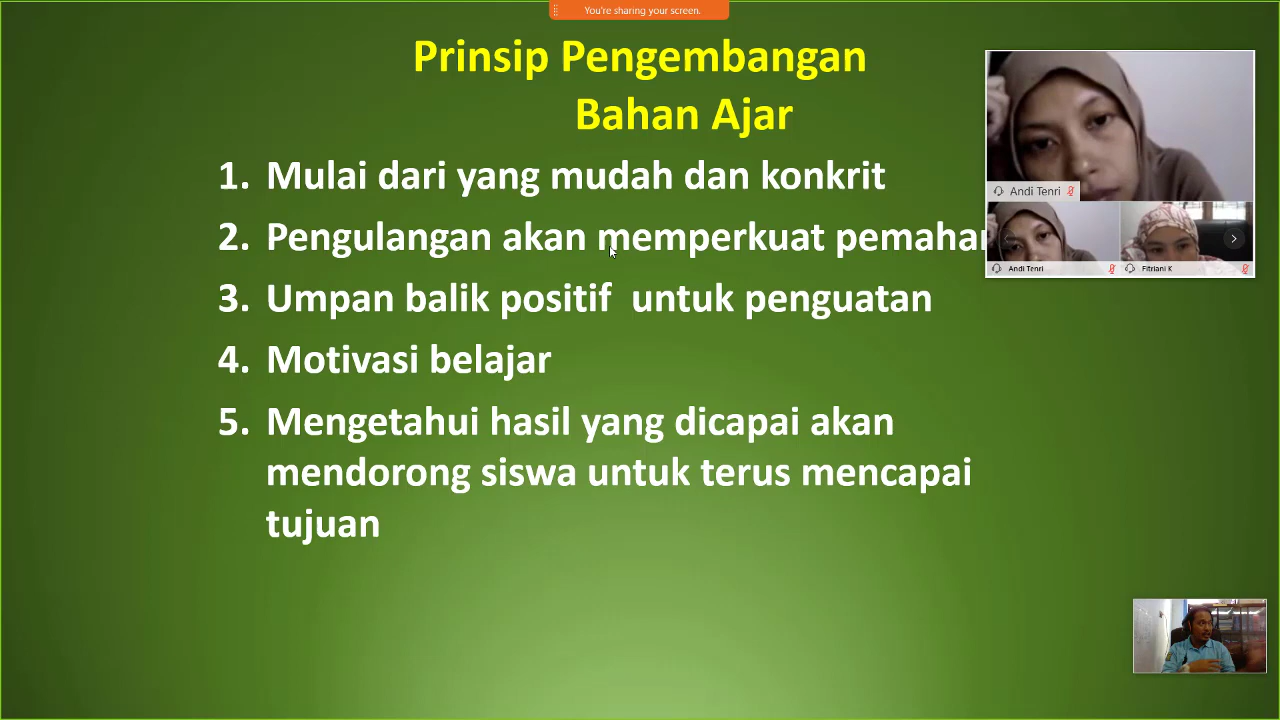 You're sharing your screen.
Prinsip Pengembangan
Bahan Ajar
1. Mulai dari yang mudah dan konkrit
2. Pengulangan akan memperkuat
3. Umpan balik positif untuk penguatan
4. Motivasi belajar
5. Mengetahui hasil yang dicapai akan
mendorong siswa untuk terus mencapai
tujuan
Andi Tenri
Andi Tenri
Fitriani K